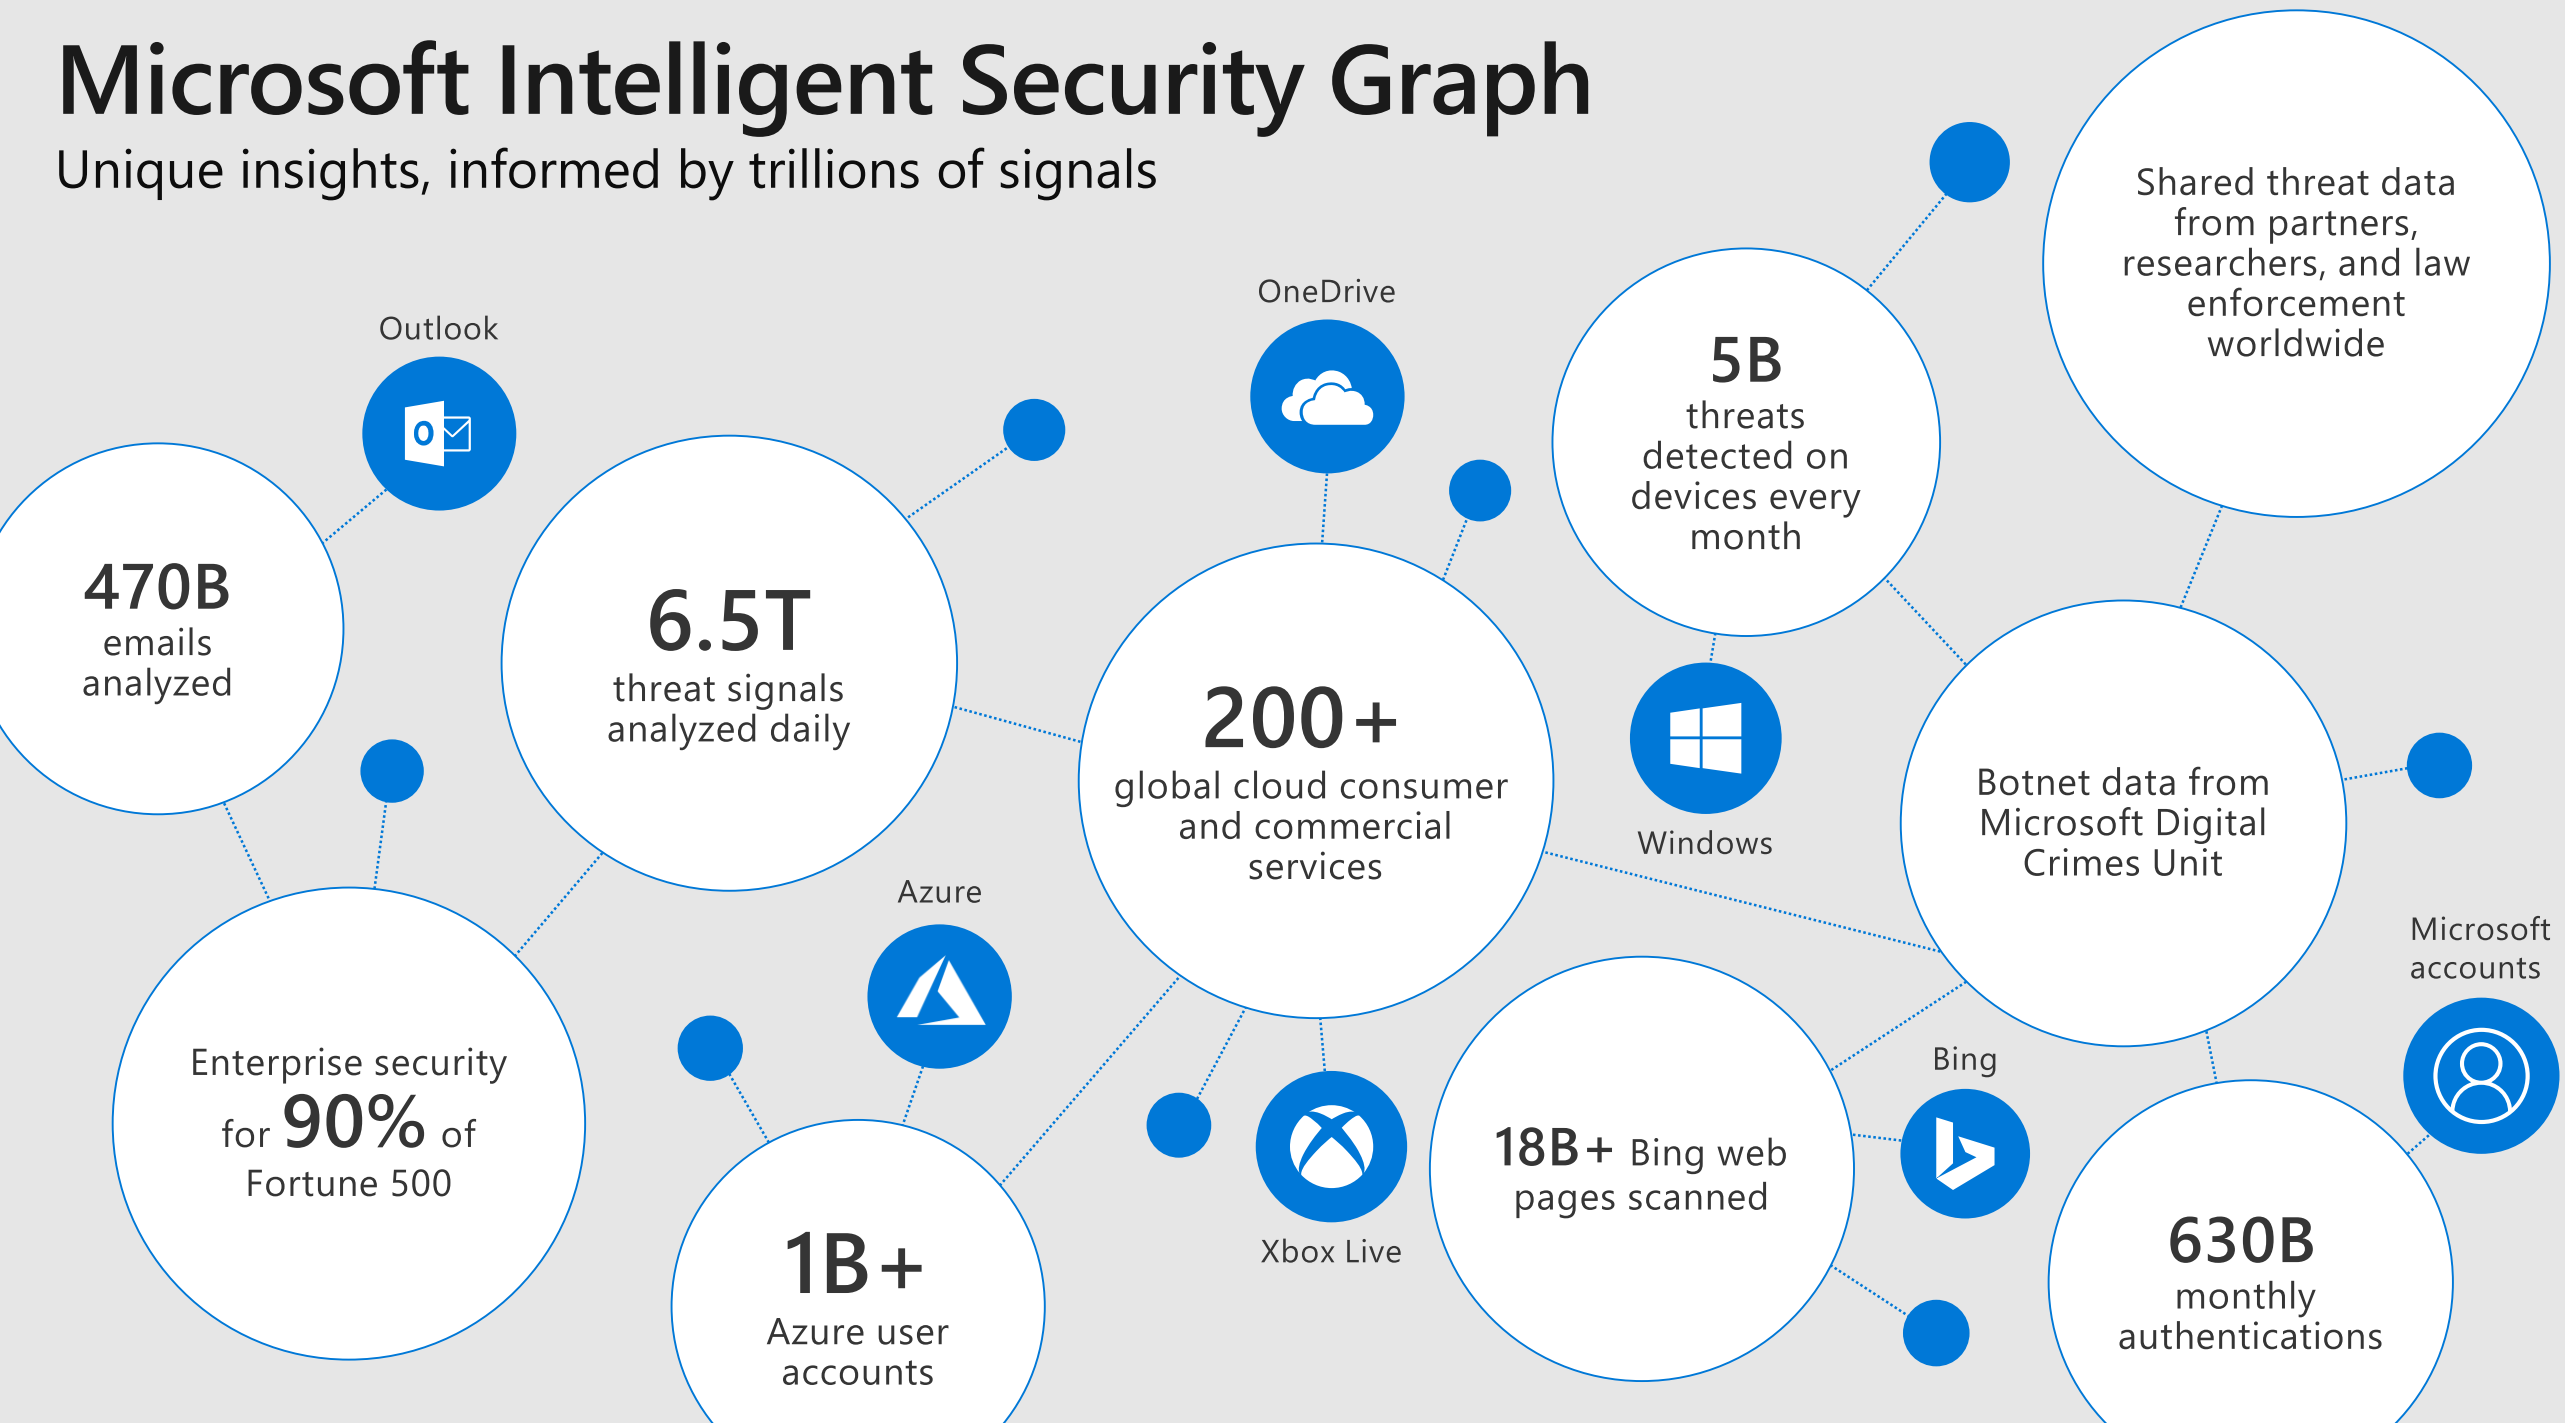 Microsoft Intelligent Security Graph
Unique insights, informed by trillions of signals
Outlook
470B
emails
analyzed
6.5T
threat signals
analyzed daily
OneDrive
200+
global cloud consumer
and commercial
services
5B
threats
detected on
devices every
month
Shared threat data
from partners,
researchers, and law
enforcement
worldwide
Windows
Botnet data from
Microsoft Digital
Crimes Unit
Enterprise security
for 90% of
Fortune 500
Azure
1B+
Azure user
accounts
Xbox Live
18B+ Bing web
pages scanned
Bing
Microsoft
accounts
630B
monthly
authentications